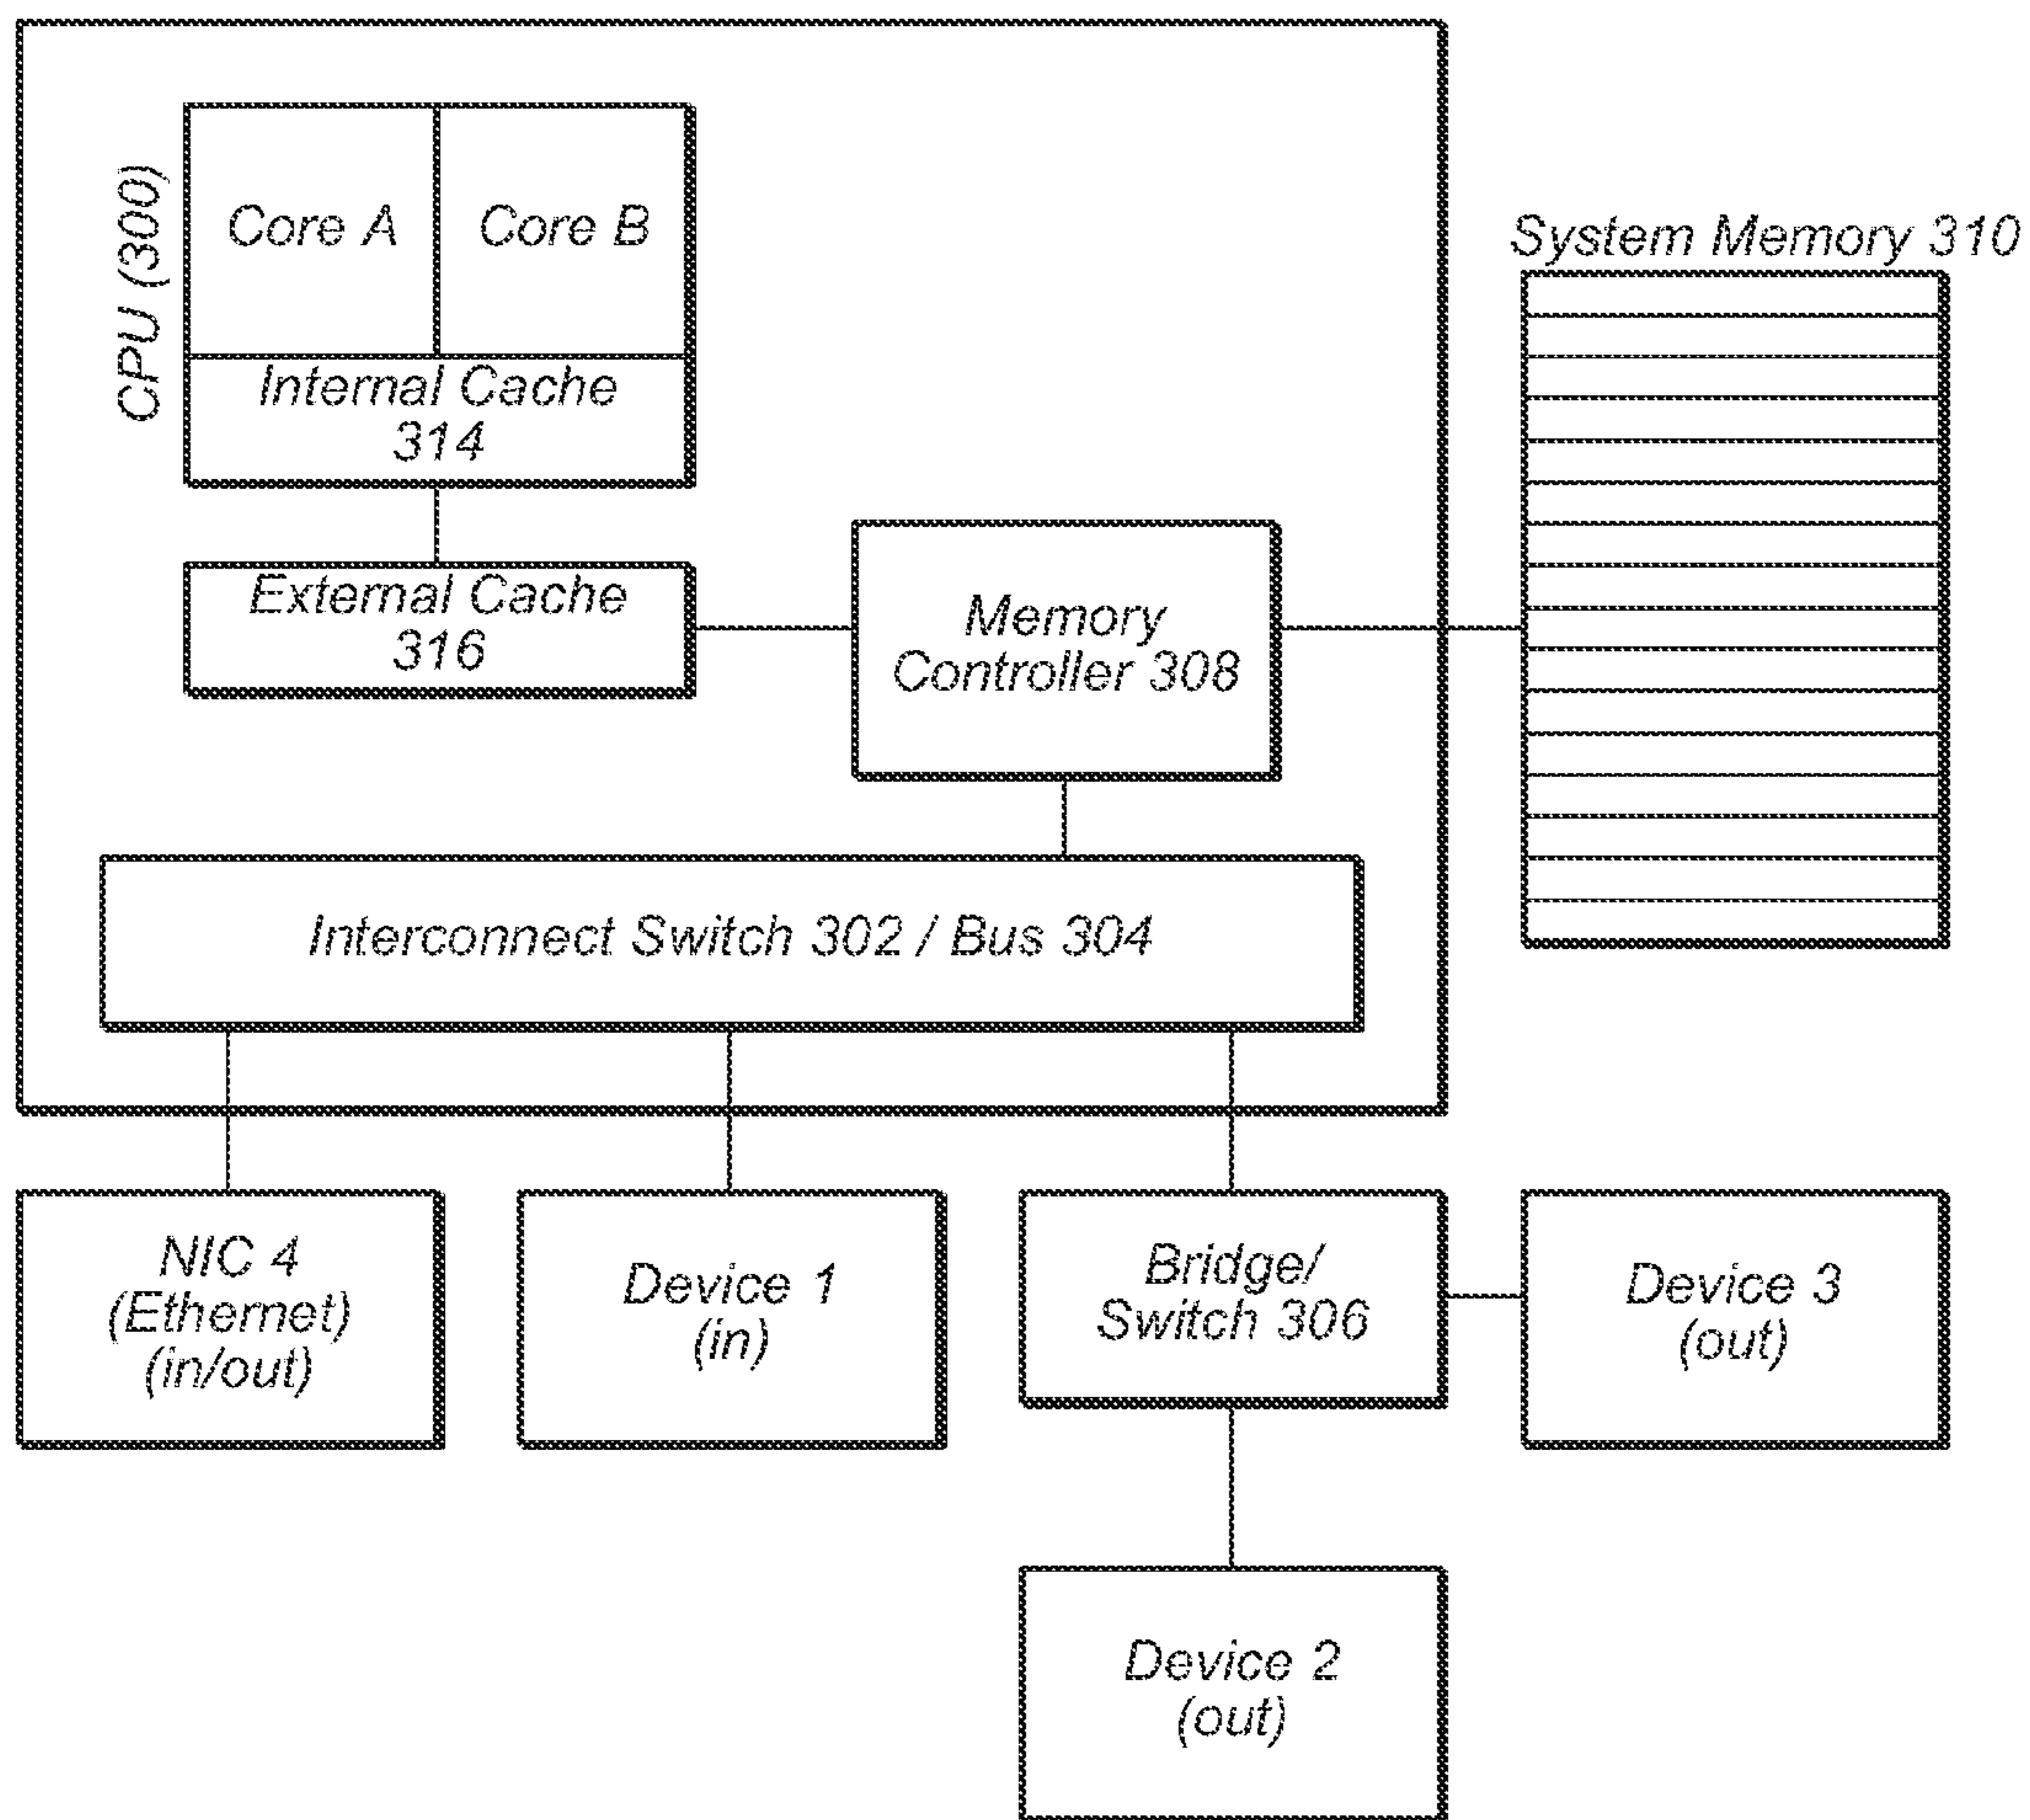 CPU (300)
Core A
Core B
Internal Cache
314
External Cache
316
Memory
Controller 308
System Memory 310
Interconnect Switch 302 / Bus 304
NIC 4
(Ethernet)
(in/out)
Device 1
(in)
Bridge/
Switch 306
Device 3
(out)
Device 2
(out)